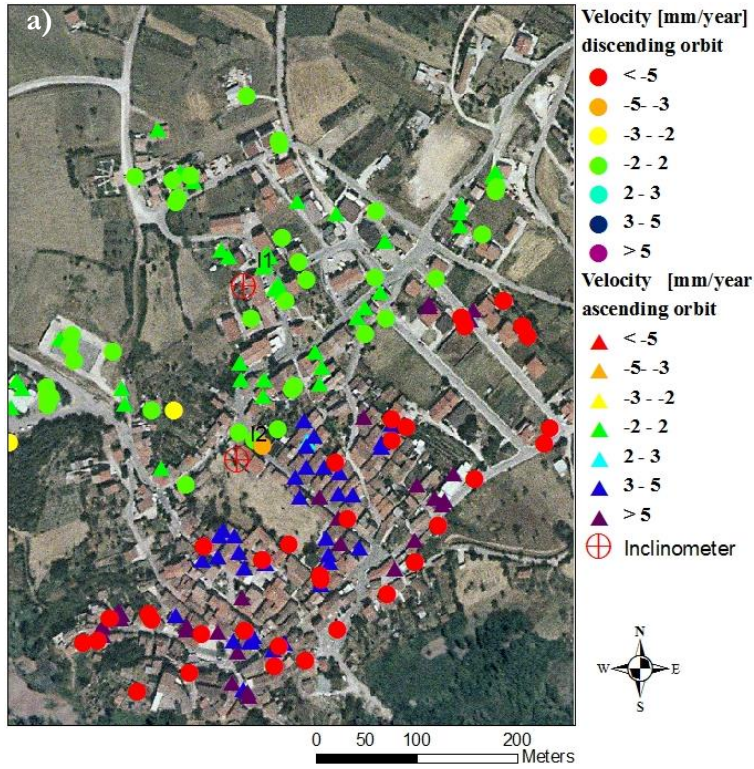 a)
I1
I2
Velocity [mm/year]
discending orbit
< -5
-5 - -3
-3 - -2
-2 - 2
2 - 3
3 - 5
> 5
Velocity [mm/year
ascending orbit
< -5
-5- -3
-3 - -2
-2 - 2
2 - 3
3 - 5
> 5
Inclinometer
N
W E
S
0 50 100 200
Meters